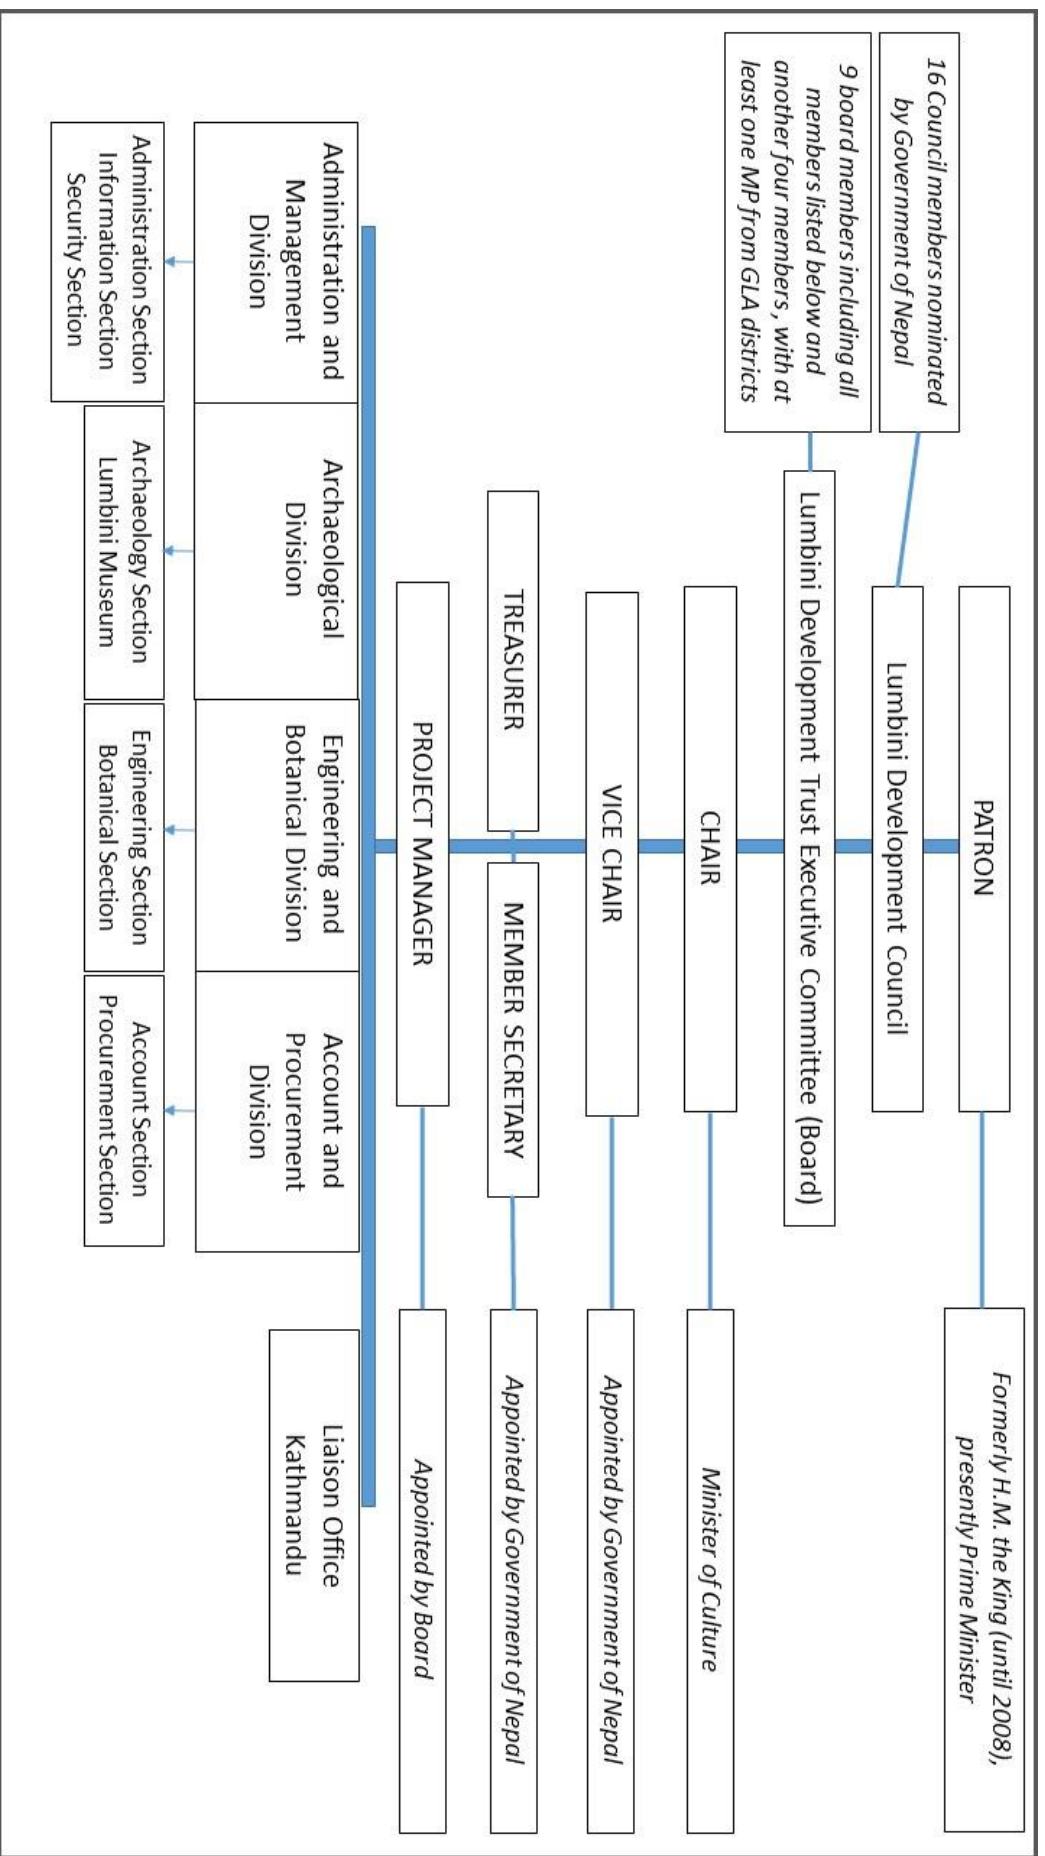 PATRON
Formerly H.M. the King (until 2008),
presently Prime Minister
16 Council members nominated
by Government of Nepal
Lumbini Development Council
9 board members including all
members listed below and
another four members, with at
least one MP from GLA districts
Lumbini Development Trust Executive Committee (Board)
CHAIR
Minister of Culture
VICE CHAIR
Appointed by Government of Nepal
TREASURER
MEMBER SECRETARY
Appointed by Government of Nepal
PROJECT MANAGER
Appointed by Board
Administration and
Management
Division
Archaeological
Division
Engineering and
Botanical Division
Account and
Procurement
Division
Liaison Office
Kathmandu
Administration Section
Information Section
Security Section
Archaeology Section
Lumbini Museum
Engineering Section
Botanical Section
Account Section
Procurement Section